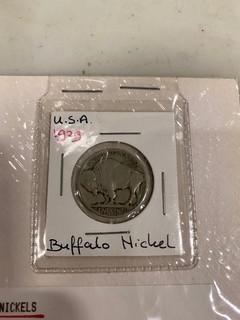 U.S.A.
1923
Buffalo Nickel
NICKELS